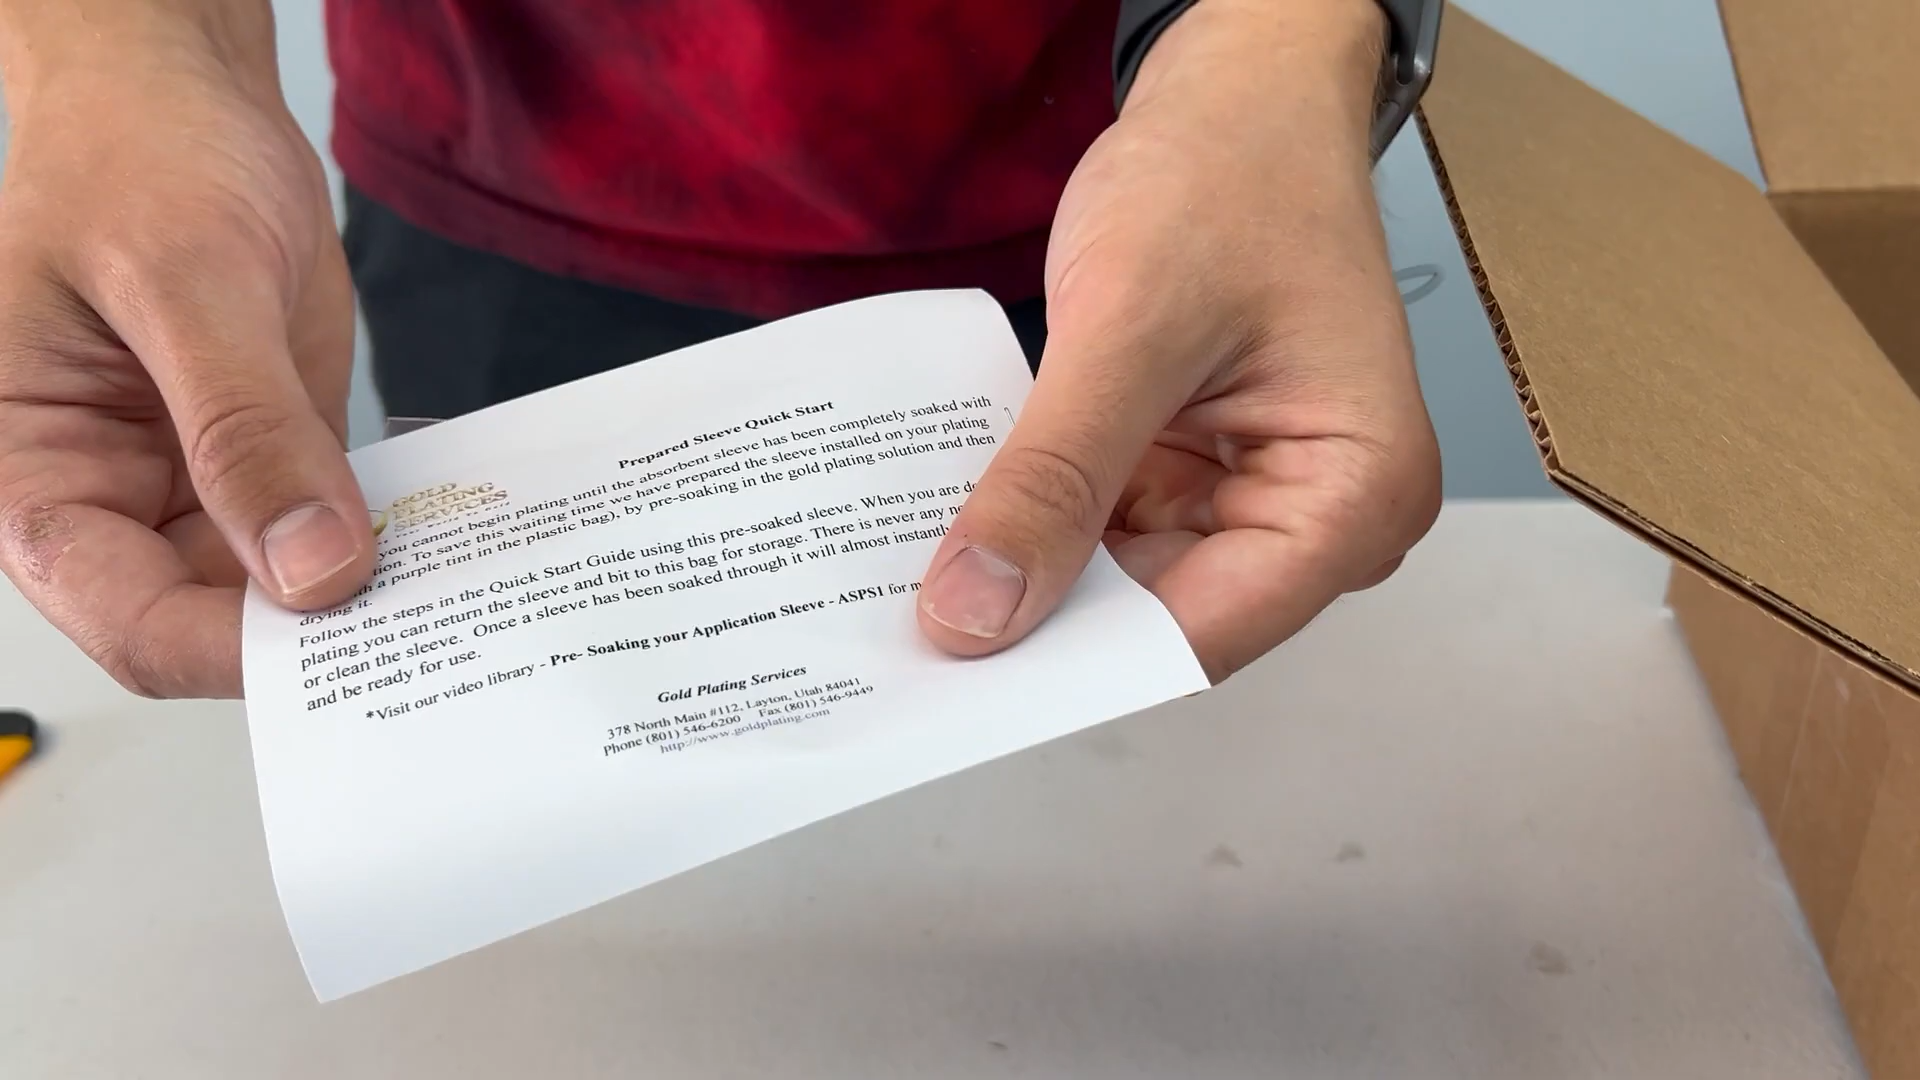 Prepared Sleeve Quick Start
GOLD
PLATING
SERVICES
you cannot begin plating until the absorbent sleeve has been completely soaked with
To save this waiting time we have prepared the sleeve installed on your plating
a purple tint in the plastic bag), by pre-soaking in the gold plating solution and then
drying it.
Follow the steps in the Quick Start Guide using this pre-soaked sleeve. When you are
plating you can return the sleeve and bit to this bag for storage. There is never any
or clean the sleeve. Once a sleeve has been soaked through it will almost
and be ready for use.
*Visit our video library - Pre- Soaking your Application Sleeve - ASPS1 for
Gold Plating Services
378 North Main #112, Layton, Utah 84041
Phone (801) 546-6200 Fax (801) 546-9449
http://www.goldplating.com